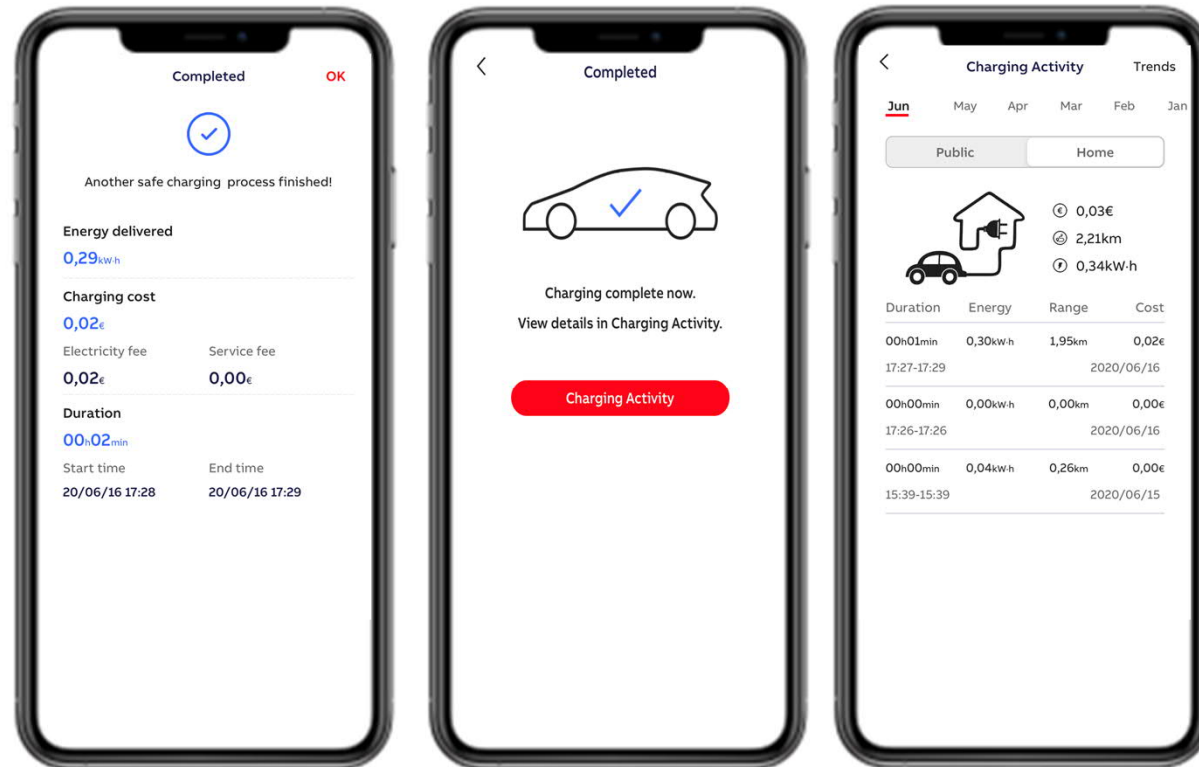 Completed OK
Another safe charging process finished!
Energy delivered
0,29kW·h
Charging cost
0,02€
Electricity fee Service fee
0,02€ 0,00€
Duration
00h02min
Start time End time
20/06/16 17:28 20/06/16 17:29
Completed
Charging complete now.
View details in Charging Activity.
Charging Activity
Charging Activity Trends
Jun May Apr Mar Feb Jan
Public Home
0,03€
2,21km
0,34kW·h
Duration Energy Range Cost
00h01min 0,30kW·h 1,95km 0,02€
17:27-17:29 2020/06/16
00h00min 0,00kW·h 0,00km 0,00€
17:26-17:26 2020/06/16
00h00min 0,04kW·h 0,26km 0,00€
15:39-15:39 2020/06/15